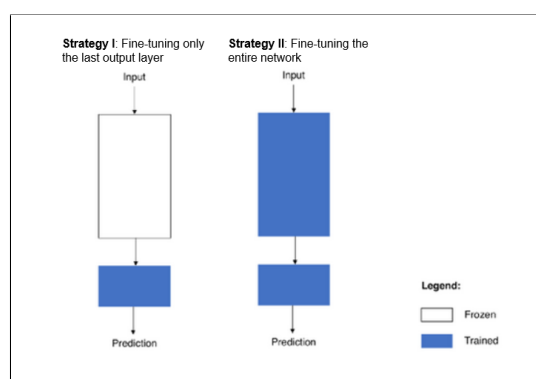 Strategy I: Fine-tuning only
the last output layer
Input
Prediction
Strategy II: Fine-tuning the
entire network
Input
Prediction
Legend:
Frozen
Trained